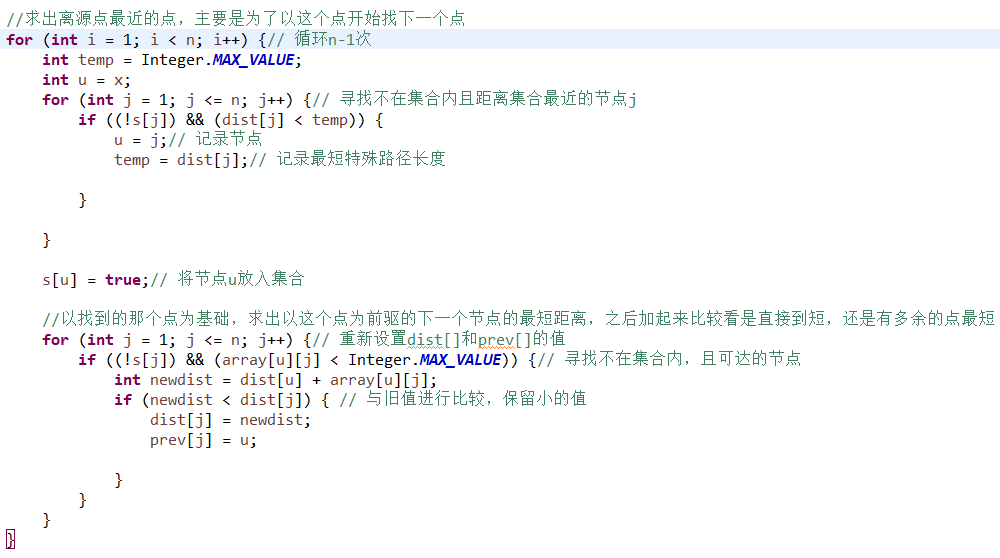 //求出离源点最近的点，主要是为了以这个点开始找下一个点
for (int i = 1; i < n; i++) {// 循环n-1次
int temp = Integer.MAX_VALUE;
int u = x;
for (int j = 1; j <= n; j++) {// 寻找不在集合内且距离集合最近的节点j
if ((!s[j]) && (dist[j] < temp)) {
u = j;// 记录节点
temp = dist[j];// 记录最短特殊路径长度
}
}
s[u] = true;// 将节点u放入集合
//以找到的那个点为基础，求出以这个点为前驱的下一个节点的最短距离，之后加起来比较看是直接到短，还是有多余的点最短
for (int j = 1; j <= n; j++) {// 重新设置dist[]和prev[]的值
if ((!s[j]) && (array[u][j] < Integer.MAX_VALUE)) {// 寻找不在集合内，且可达的节点
int newdist = dist[u] + array[u][j];
if (newdist < dist[j]) { // 与旧值进行比较，保留小的值
dist[j] = newdist;
prev[j] = u;
}
}
}
}